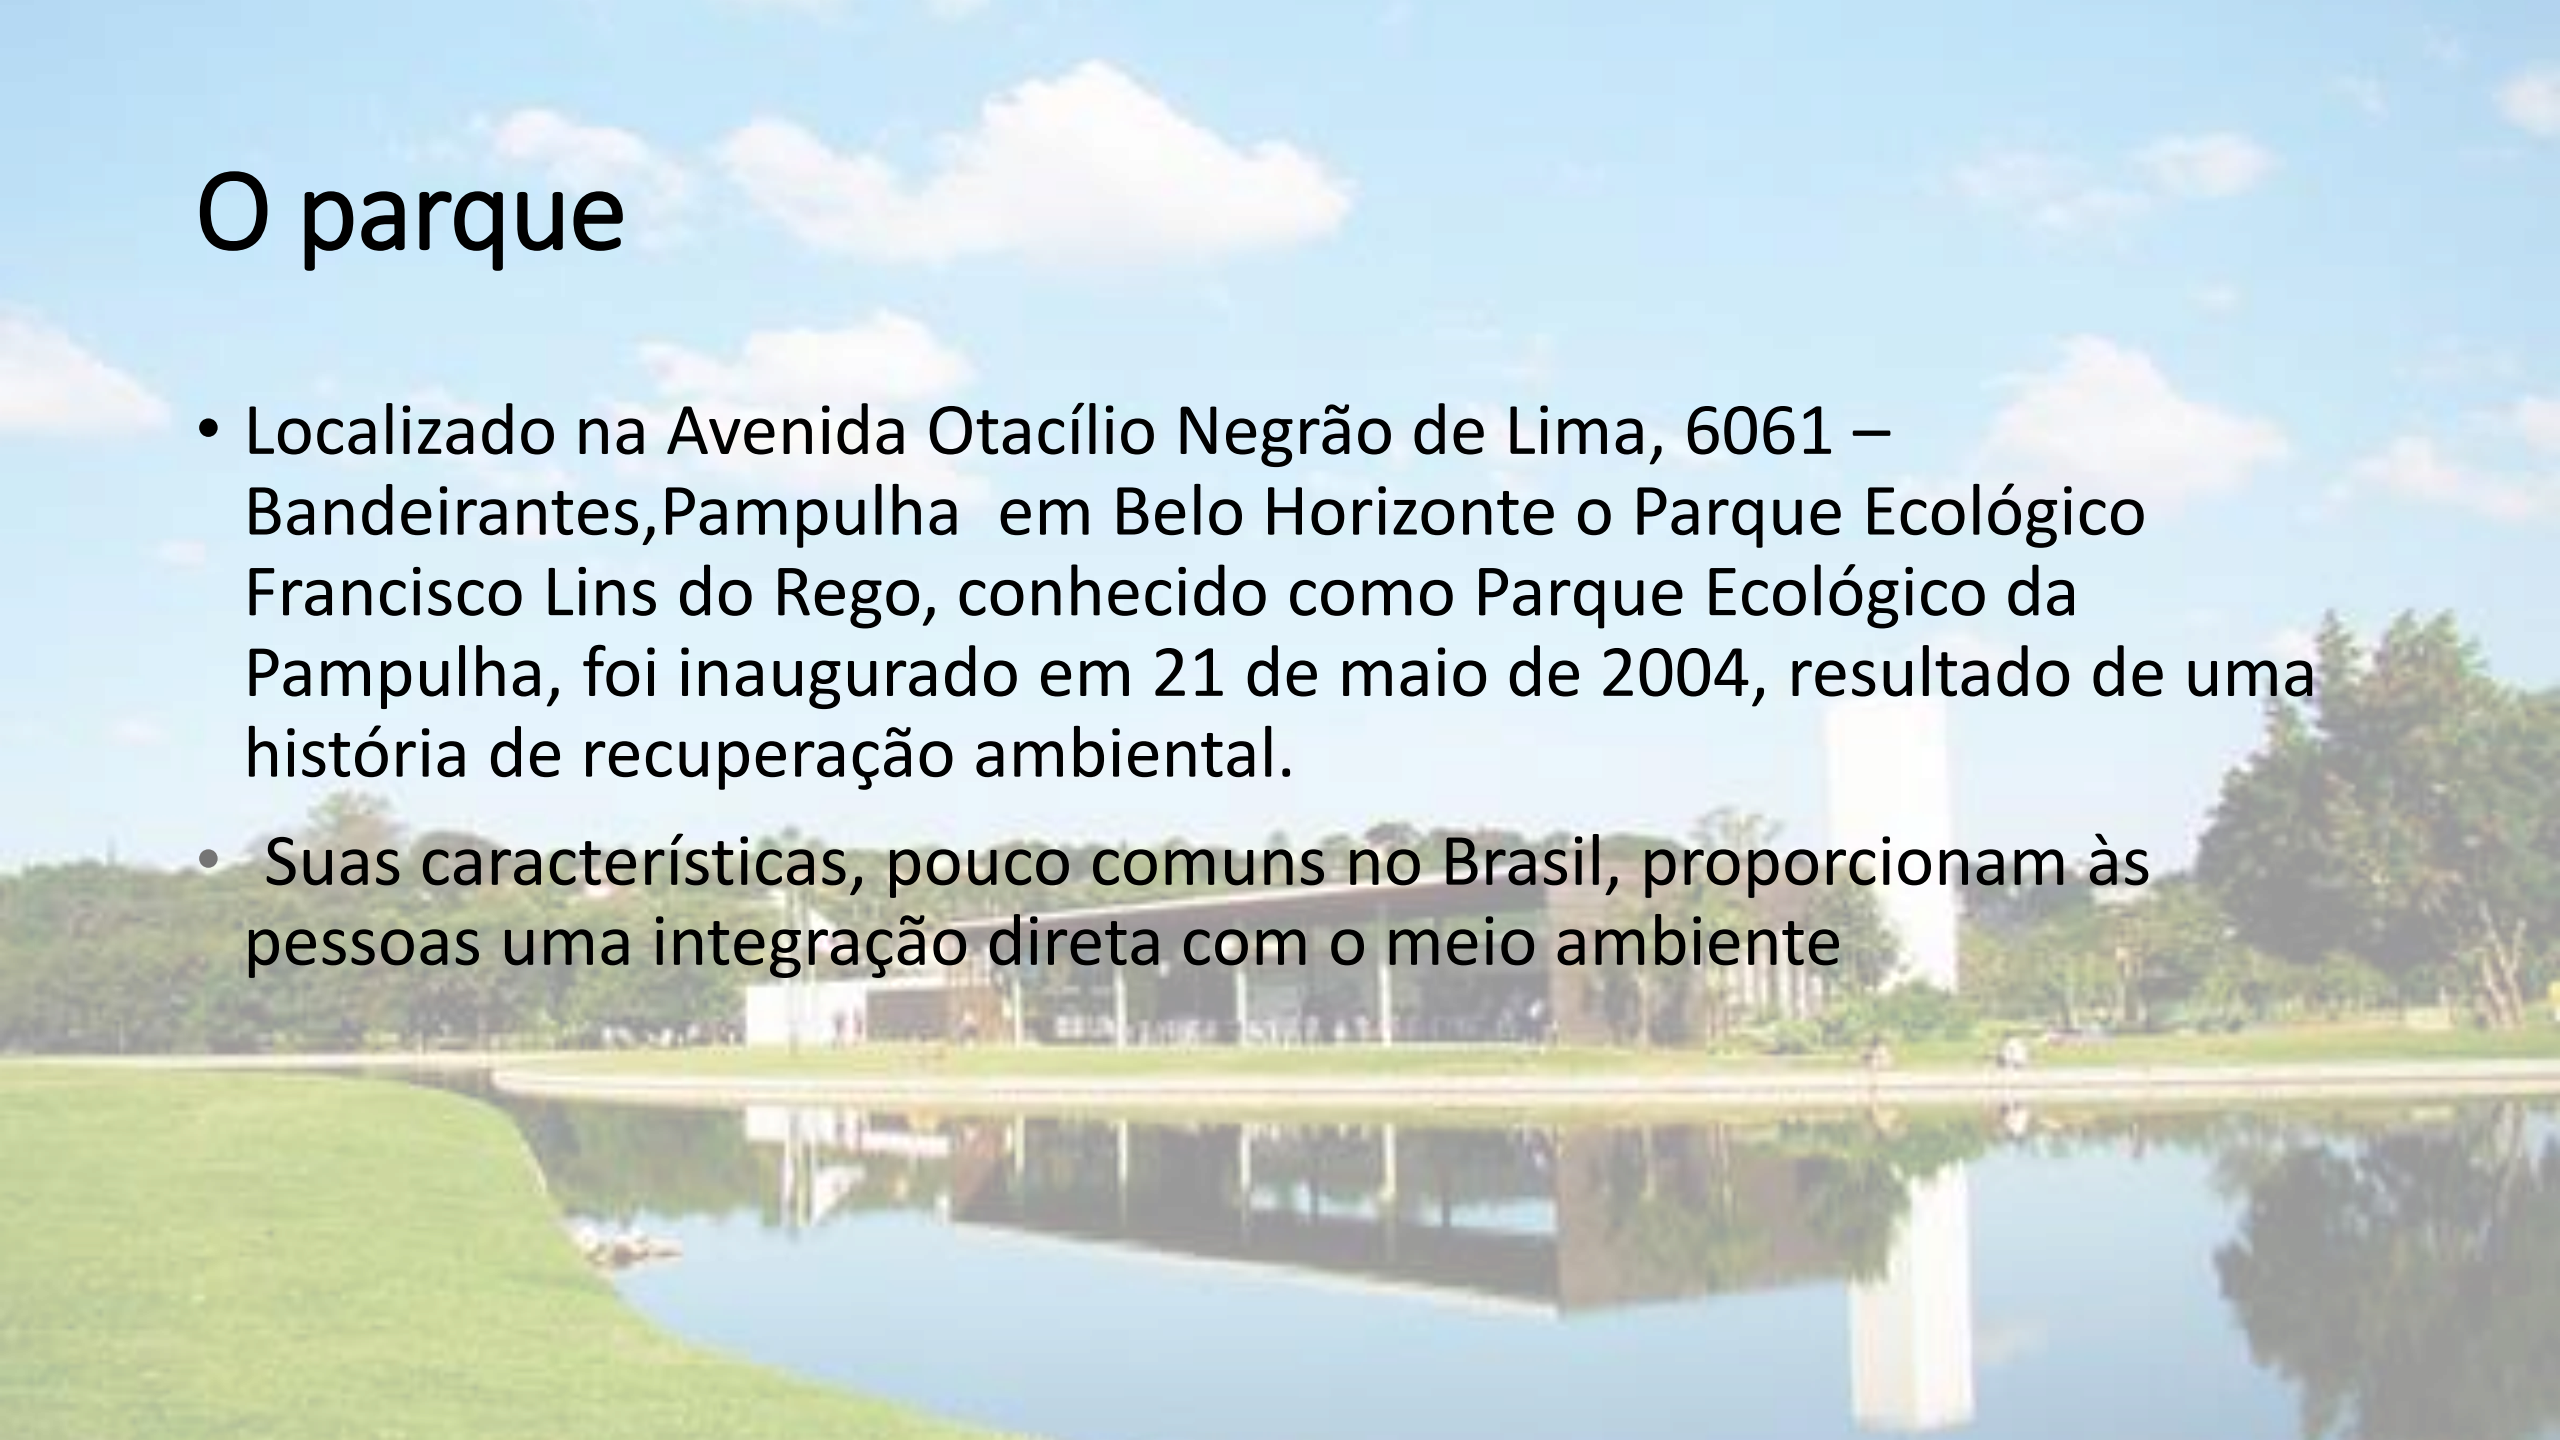 O parque
• Localizado na Avenida Otacílio Negrão de Lima, 6061 –
Bandeirantes,Pampulha  em Belo Horizonte o Parque Ecológico
Francisco Lins do Rego, conhecido como Parque Ecológico da
Pampulha, foi inaugurado em 21 de maio de 2004, resultado de uma
história de recuperação ambiental.
•  Suas características, pouco comuns no Brasil, proporcionam às
pessoas uma integração direta com o meio ambiente